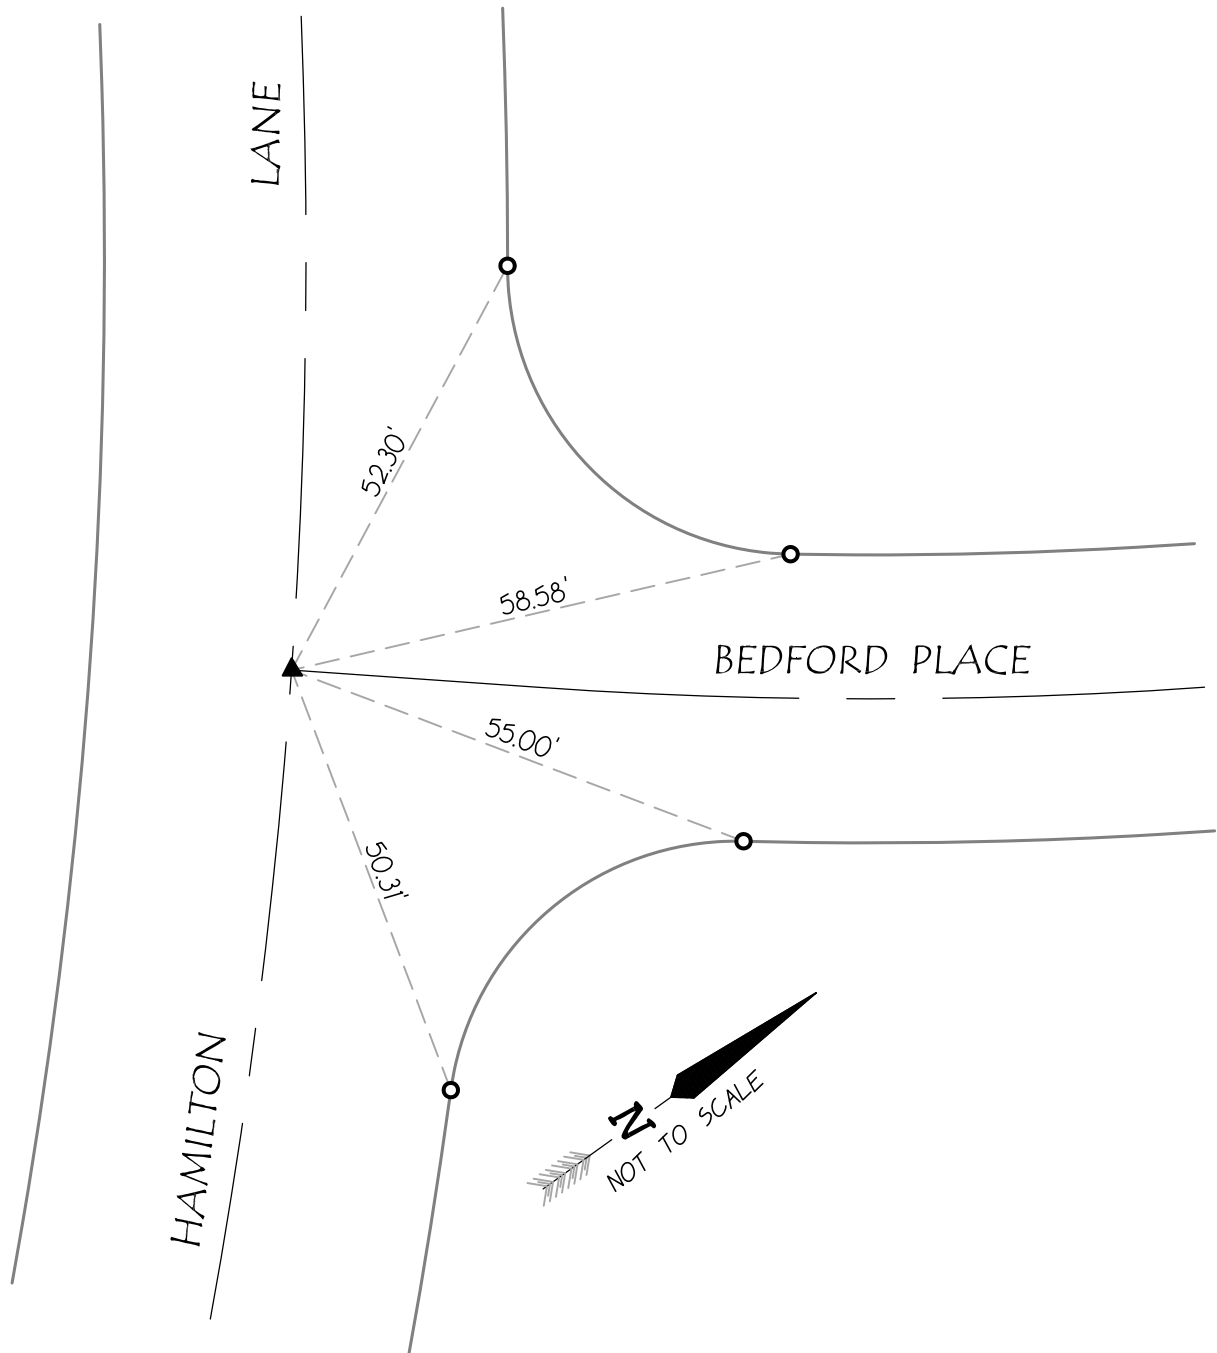 LANE
52.30'
58.58'
BEDFORD PLACE
55.00'
50.31'
HAMILTON
N
NOT TO SCALE